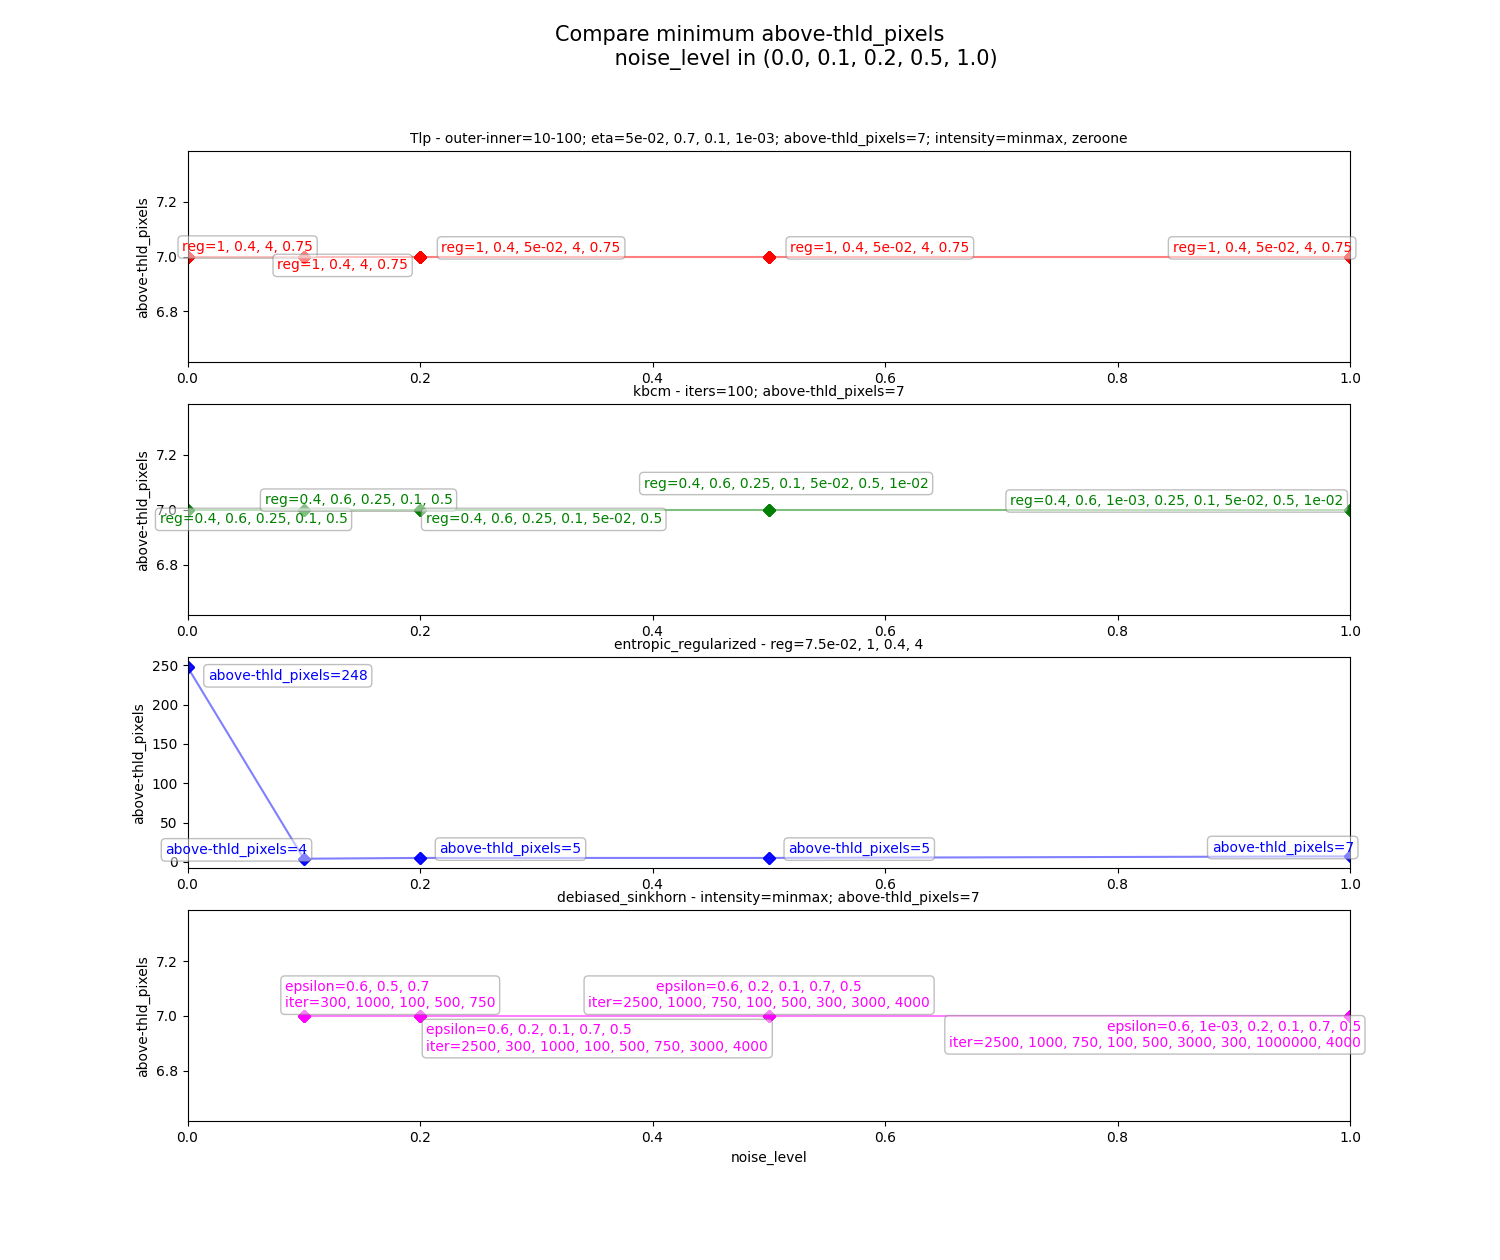 Compare minimum above-thld_pixels
noise_level in (0.0, 0.1, 0.2, 0.5, 1.0)
Tlp - outer-inner=10-100; eta=5e-02, 0.7, 0.1, 1e-03; above-thld_pixels=7; intensity=minmax, zeroone
above-thld_pixels
7.2
7.0
6.8
reg=1, 0.4, 4, 0.75
reg=1, 0.4, 4, 0.75
reg=1, 0.4, 5e-02, 4, 0.75
reg=1, 0.4, 5e-02, 4, 0.75
reg=1, 0.4, 5e-02, 4, 0.75
0.0 0.2 0.4 0.6 0.8 1.0
kbcm - iters=100; above-thld_pixels=7
above-thld_pixels
7.2
7.0
6.8
reg=0.4, 0.6, 0.25, 0.1, 0.5
reg=0.4, 0.6, 0.25, 0.1, 0.5
reg=0.4, 0.6, 0.25, 0.1, 5e-02, 0.5
reg=0.4, 0.6, 0.25, 0.1, 5e-02, 0.5, 1e-02
reg=0.4, 0.6, 1e-03, 0.25, 0.1, 5e-02, 0.5, 1e-02
0.0 0.2 0.4 0.6 0.8 1.0
entropic_regularized - reg=7.5e-02, 1, 0.4, 4
above-thld_pixels
250
200
150
100
50
0
above-thld_pixels=248
above-thld_pixels=4
above-thld_pixels=5
above-thld_pixels=5
above-thld_pixels=7
0.0 0.2 0.4 0.6 0.8 1.0
debiased_sinkhorn - intensity=minmax; above-thld_pixels=7
above-thld_pixels
7.2
7.0
6.8
epsilon=0.6, 0.5, 0.7
iter=300, 1000, 100, 500, 750
epsilon=0.6, 0.2, 0.1, 0.7, 0.5
iter=2500, 300, 1000, 100, 500, 750, 3000, 4000
epsilon=0.6, 0.2, 0.1, 0.7, 0.5
iter=2500, 1000, 750, 100, 500, 300, 3000, 4000
epsilon=0.6, 1e-03, 0.2, 0.1, 0.7, 0.5
iter=2500, 1000, 750, 100, 500, 3000, 300, 1000000, 4000
0.0 0.2 0.4 0.6 0.8 1.0
noise_level